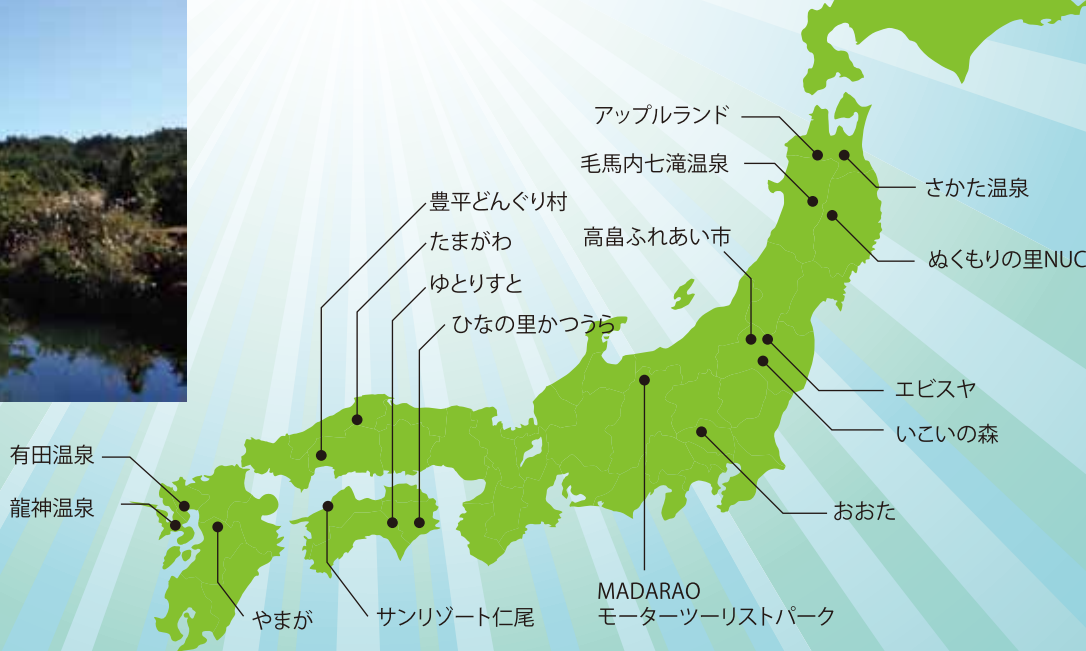 アップルランド
毛馬内七滝温泉
さかた温泉
豊平どんぐり村
高畠ふれあい市
たまがわ
ぬくもりの里NUC
ゆとりすと
ひなの里かつうら
エビスヤ
いこいの森
有田温泉
龍神温泉
おおた
MADARAO
モーターツーリストパーク
サンリゾート仁尾
やまが